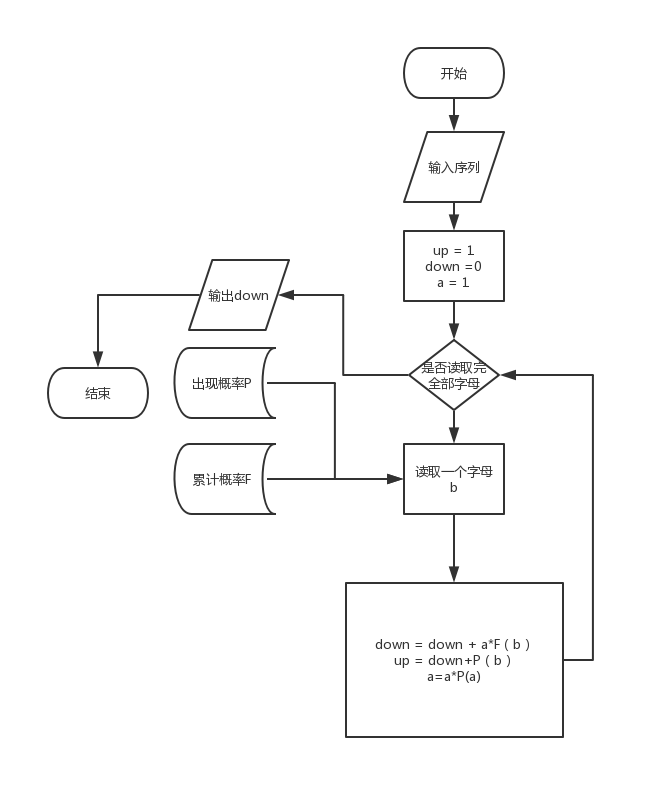 开始
输入序列
up = 1
down =0
a = 1
输出down
是否读取完
全部字母
出现概率P
结束
读取一个字母
b
累计概率F
down = down + a*F ( b )
up = down+P ( b )
a=a*P(a)